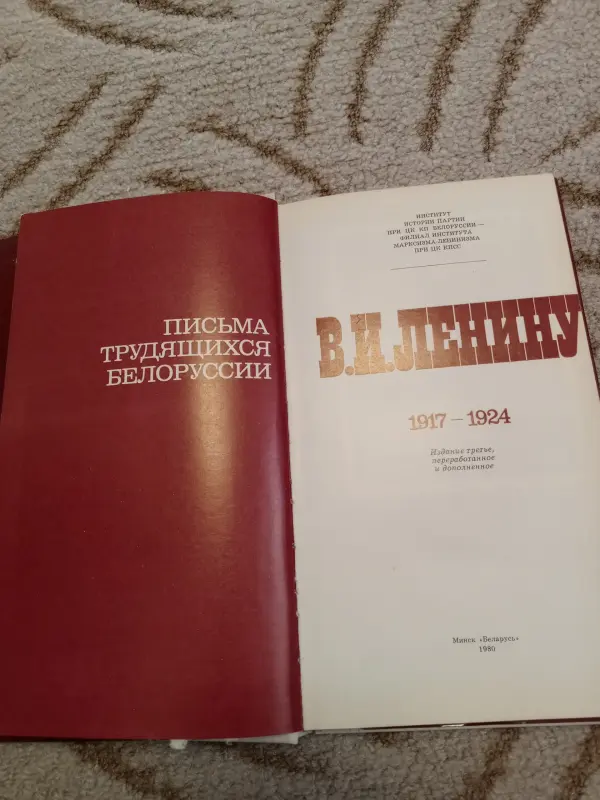 ПИСЬМА
ТРУДЯЩИХСЯ
БЕЛОРУССИИ
ИНСТИТУТ
ИСТОРИИ ПАРТИИ
ПРИ ЦК КП БЕЛОРУССИИ—
ФИЛИАЛ ИНСТИТУТА
МАРКСИЗМА-ЛЕНИНИЗМА
ПРИ ЦК КПСС
В.И.ЛЕНИНУ
1917—1924
Издание третье,
переработанное
и дополненное
Минск «Беларусь»
1980